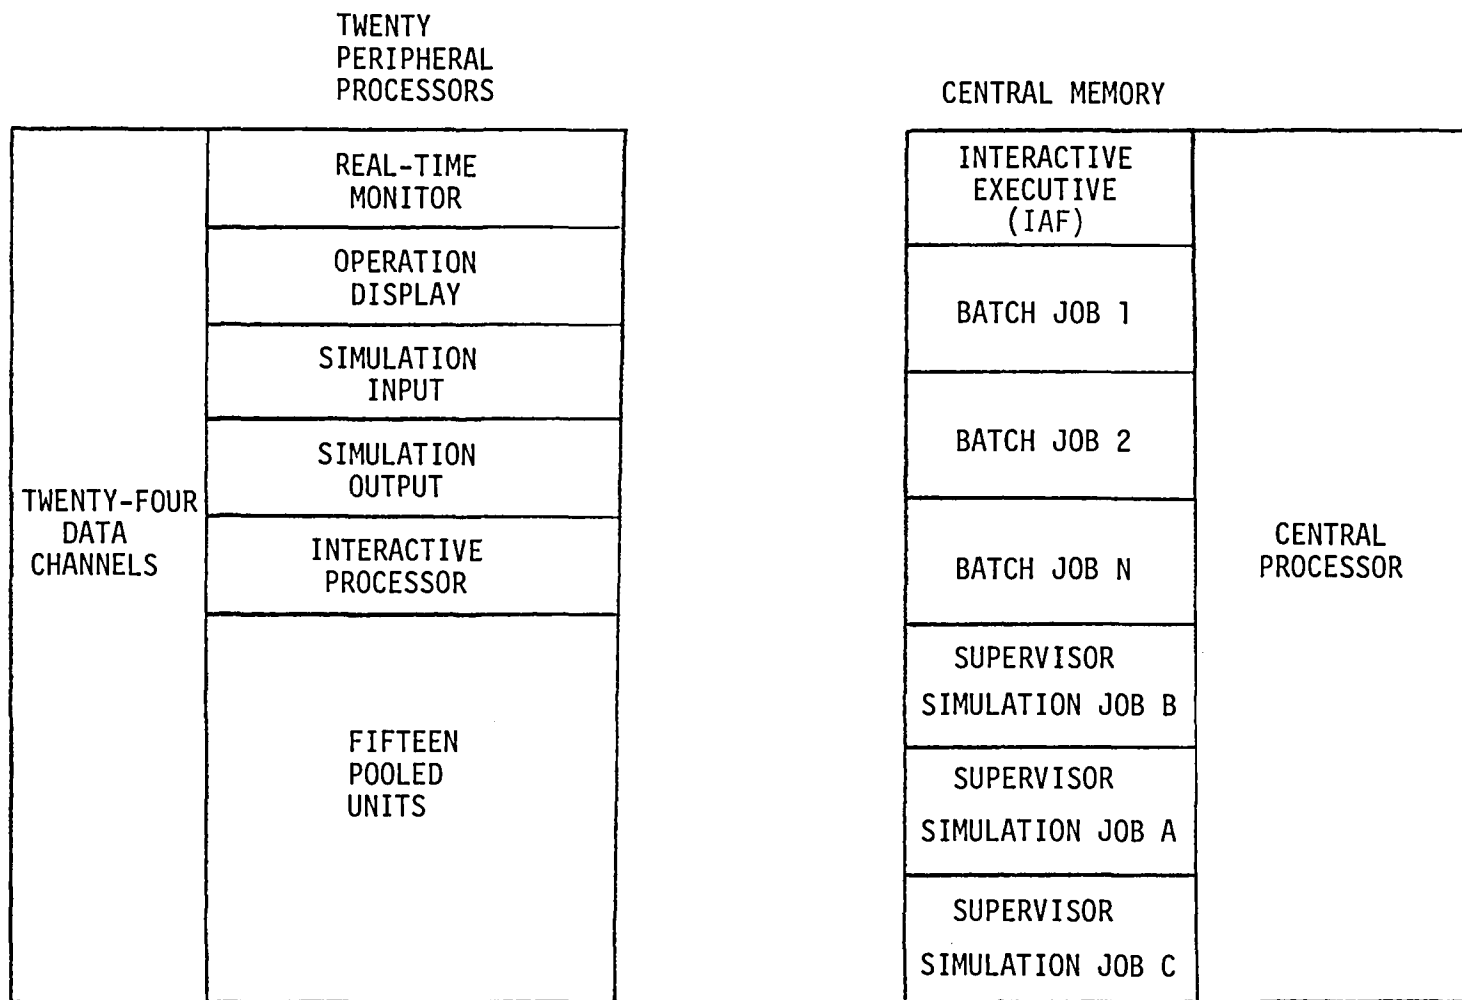 TWENTY
PERIPHERAL
PROCESSORS
TWENTY-FOUR
DATA
CHANNELS
REAL-TIME
MONITOR
OPERATION
DISPLAY
SIMULATION
INPUT
SIMULATION
OUTPUT
INTERACTIVE
PROCESSOR
FIFTEEN
POOLED
UNITS
CENTRAL MEMORY
INTERACTIVE
EXECUTIVE
(IAF)
BATCH JOB 1
BATCH JOB 2
BATCH JOB N
SUPERVISOR
SIMULATION JOB B
SUPERVISOR
SIMULATION JOB A
SUPERVISOR
SIMULATION JOB C
CENTRAL
PROCESSOR